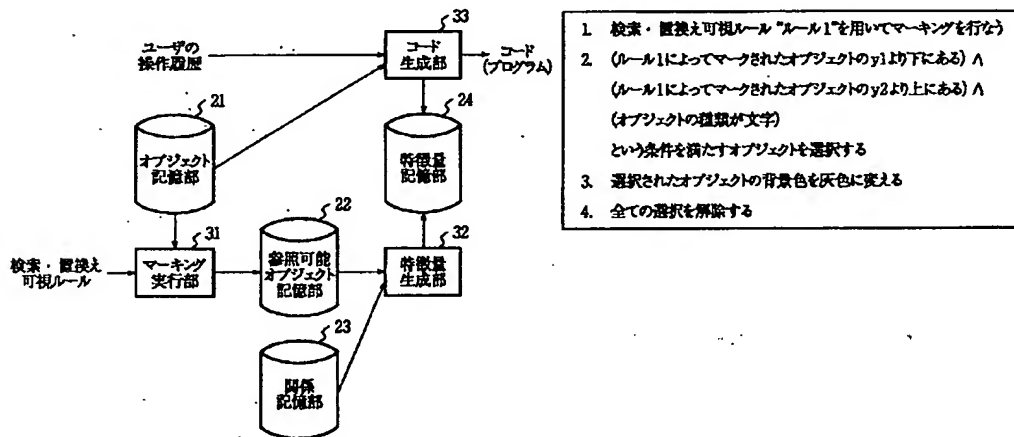 33
ユーザの
操作履歴
コード
生成部
コード
(プログラム)
21
24
オブジェクト
記憶部
特徴量
記憶部
22
31
32
検索・置換え
可視ルール
マーキング
実行部
参照可能
オブジェクト
記憶部
特徴量
生成部
23
関係
記憶部
1. 検索・置換え可視ルール "ルール1"を用いてマーキングを行なう
2. (ルール1によってマークされたオブジェクトのy1より下にある) ∧
(ルール1によってマークされたオブジェクトのy2より上にある) ∧
(オブジェクトの種類が文字)
という条件を満たすオブジェクトを選択する
3. 選択されたオブジェクトの背景色を灰色に変える
4. 全ての選択を解除する